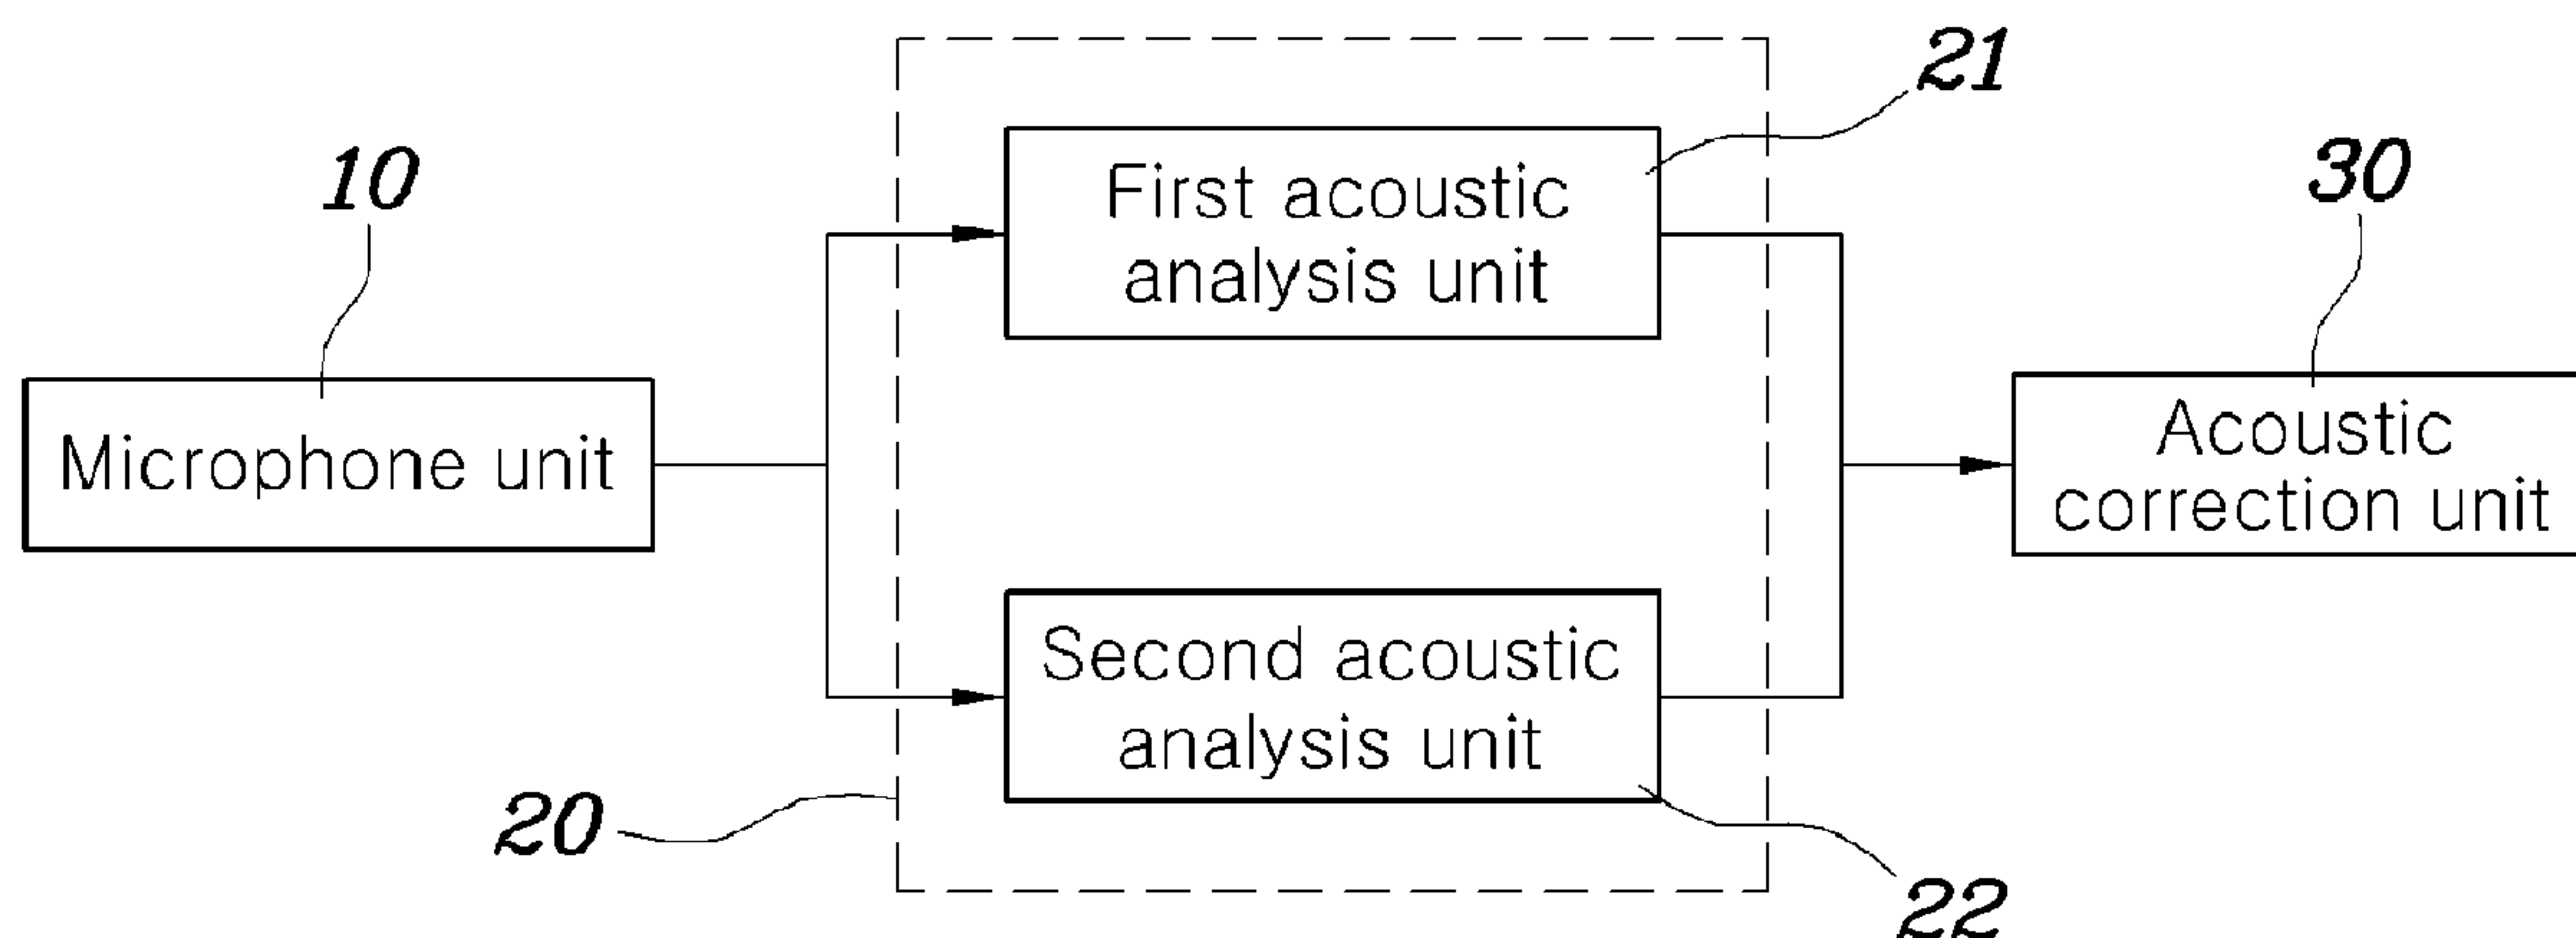 21
10
30
First acoustic
analysis unit
Microphone unit
Acoustic
correction unit
Second acoustic
analysis unit
20
22